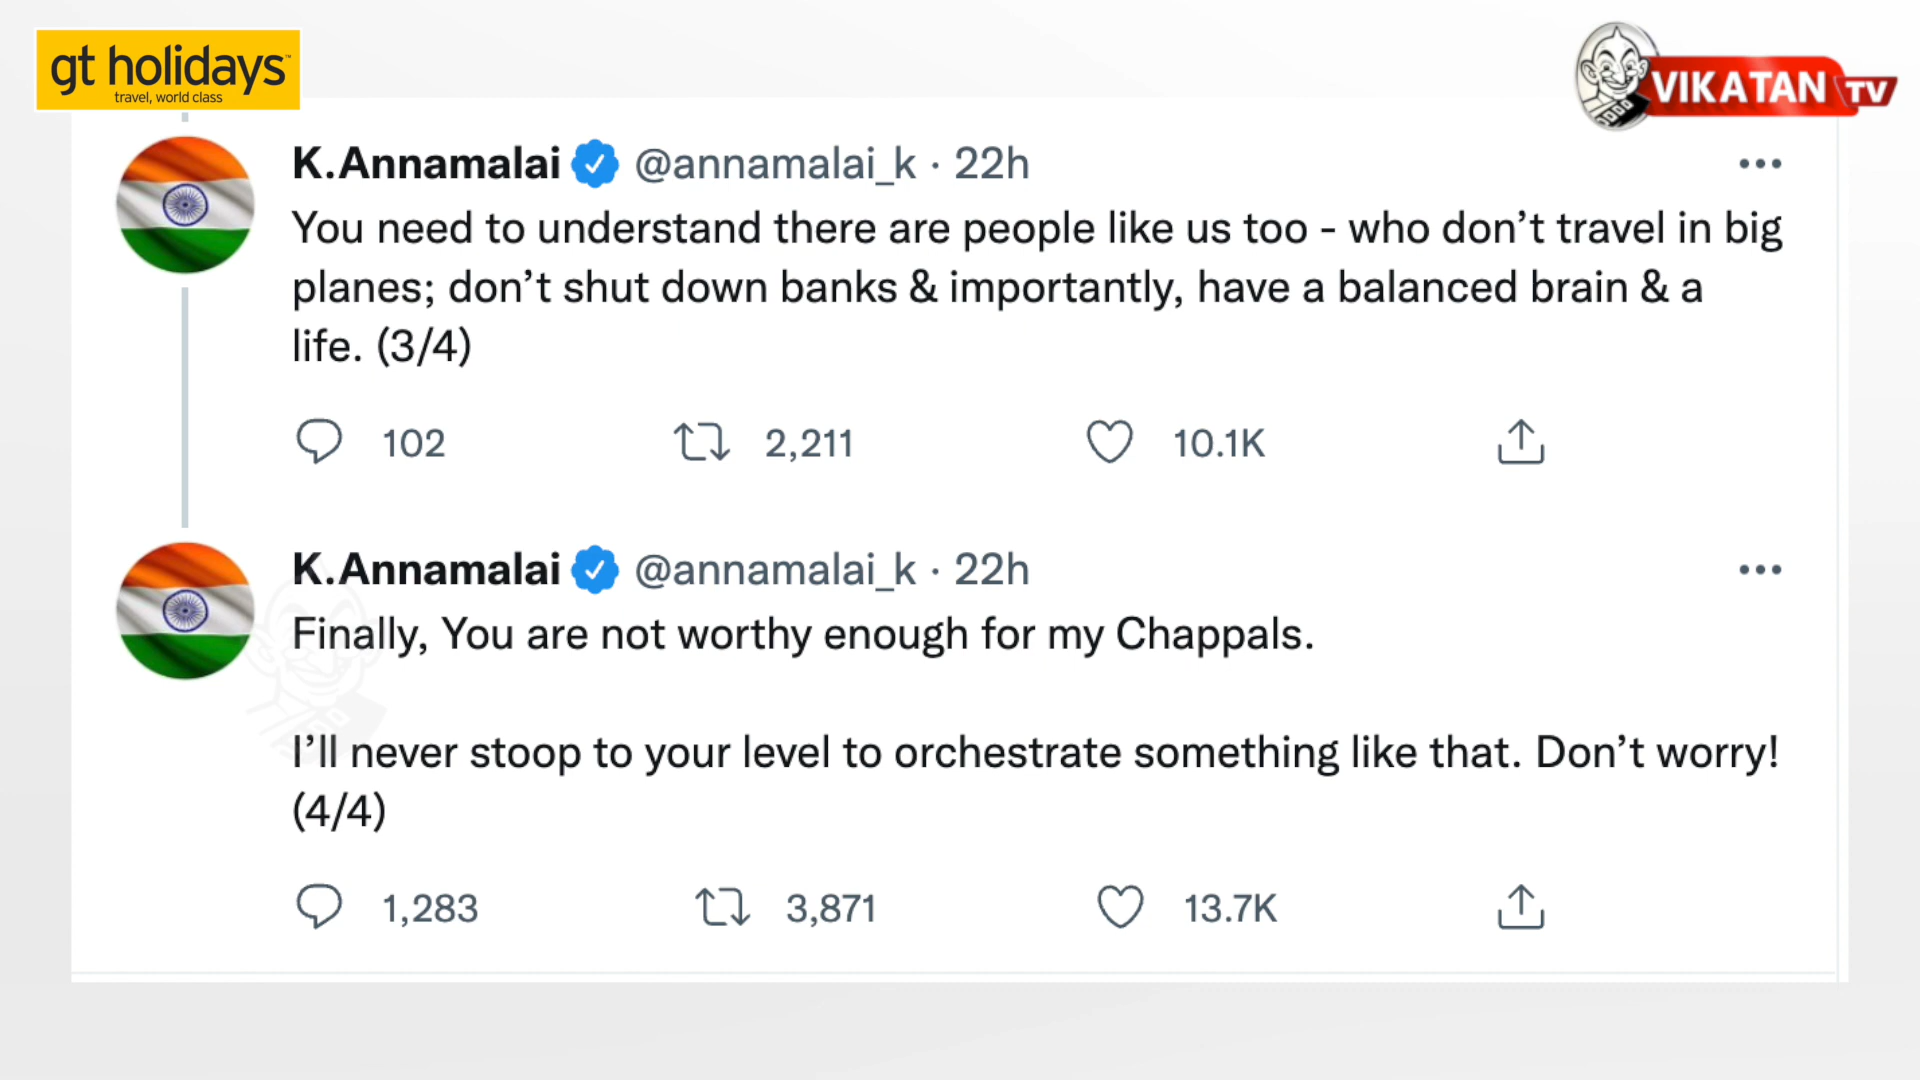 gt holidays
travel, world class
VIKATAN TV
K.Annamalai @annamalai_k · 22h
You need to understand there are people like us too - who don’t travel in big
planes; don’t shut down banks & importantly, have a balanced brain & a
life. (3/4)
102 2,211 10.1K
K.Annamalai @annamalai_k · 22h
Finally, You are not worthy enough for my Chappals.
I’ll never stoop to your level to orchestrate something like that. Don’t worry!
(4/4)
1,283 3,871 13.7K